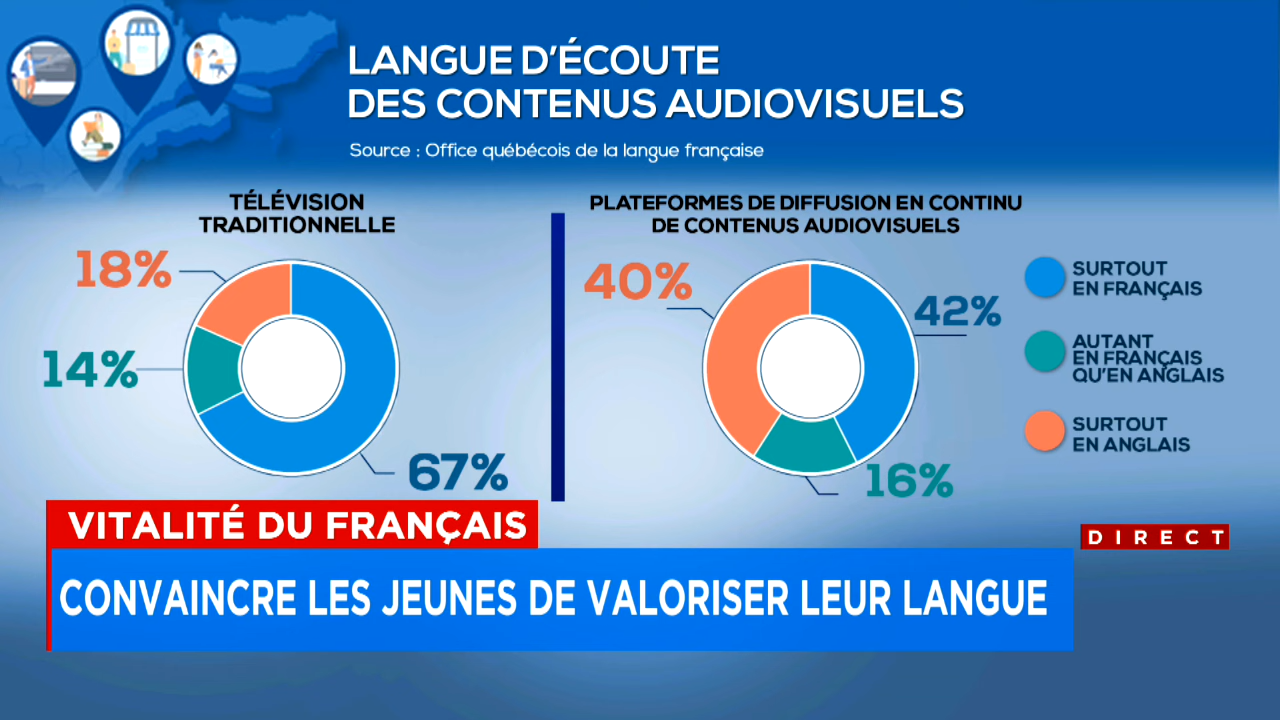 LANGUE D'ÉCOUTE
DES CONTENUS AUDIOVISUELS
Source : Office québécois de la langue française
TÉLÉVISION
TRADITIONNELLE
18%
14%
67%
PLATEFORMES DE DIFFUSION EN CONTINU
DE CONTENUS AUDIOVISUELS
40%
42%
16%
SURTOUT
EN FRANÇAIS
AUTANT
EN FRANÇAIS
QU'EN ANGLAIS
SURTOUT
EN ANGLAIS
VITALITÉ DU FRANÇAIS
DIRECT
CONVAINCRE LES JEUNES DE VALORISER LEUR LANGUE